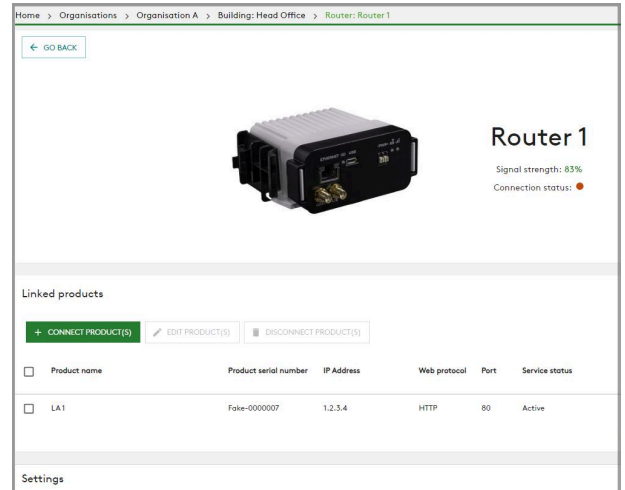 Home > Organisations > Organisation A > Building: Head Office > Router: Router 1
← GO BACK
Router 1
Signal strength: 83%
Connection status:
Linked products
+ CONNECT PRODUCT(S) EDIT PRODUCT(S) DISCONNECT PRODUCT(S)
Product name Product serial number IP Address Web protocol Port Service status
LA1 Fake-0000007 1.2.3.4 HTTP 80 Active
Settings